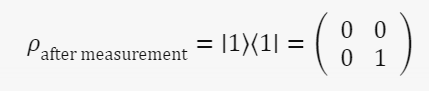 ρ_after measurement = |1⟩⟨1| = ( 0 0
0 1 )